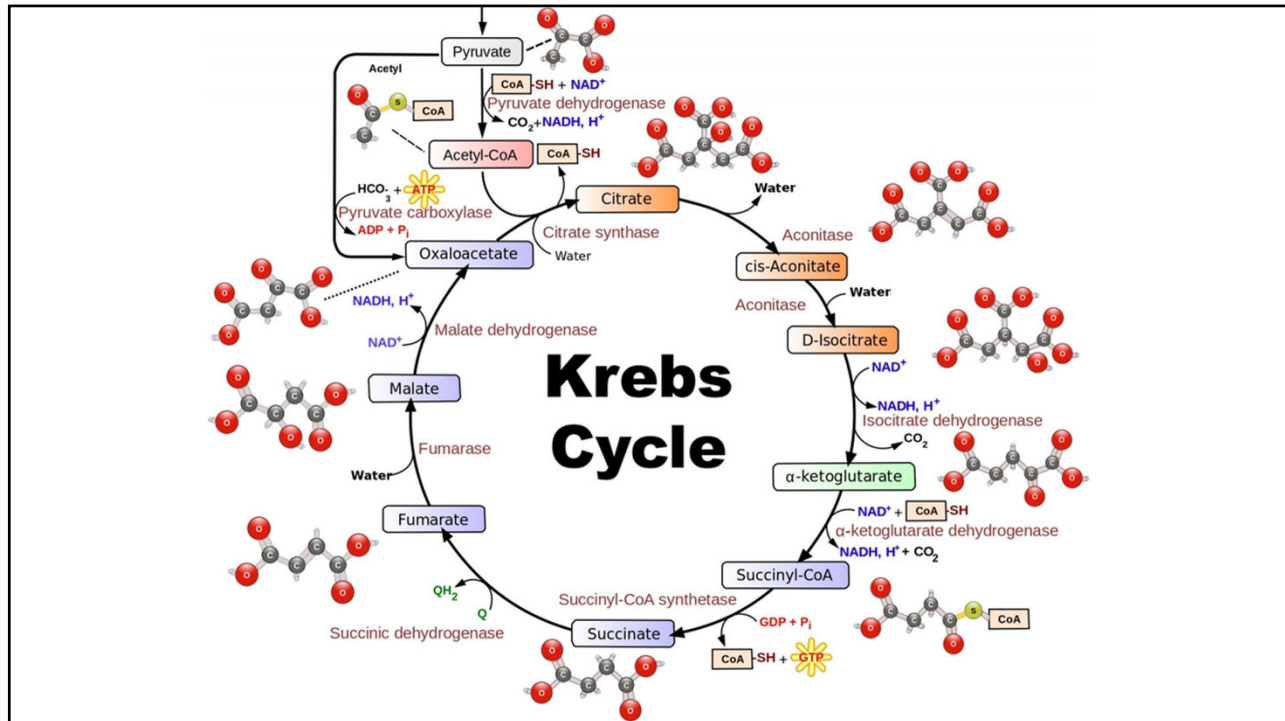 Pyruvate
Acetyl
CoA-SH + NAD⁺
Pyruvate dehydrogenase
CO₂+NADH, H⁺
S CoA
Acetyl-CoA
CoA-SH
HCO₃⁻ + ATP
Pyruvate carboxylase
ADP + Pᵢ
Citrate
Water
Citrate synthase
Water
Oxaloacetate
Aconitase
cis-Aconitate
Water
Aconitase
D-Isocitrate
NADH, H⁺
NAD⁺
Malate dehydrogenase
NAD⁺
NADH, H⁺
Isocitrate dehydrogenase
CO₂
Malate
Krebs
Cycle
Fumarase
Water
α-ketoglutarate
NAD⁺ + CoA-SH
α-ketoglutarate dehydrogenase
NADH, H⁺ + CO₂
Fumarate
Succinyl-CoA
QH₂
Q
Succinic dehydrogenase
Succinyl-CoA synthetase
GDP + Pᵢ
Succinate
CoA-SH + GTP
S CoA